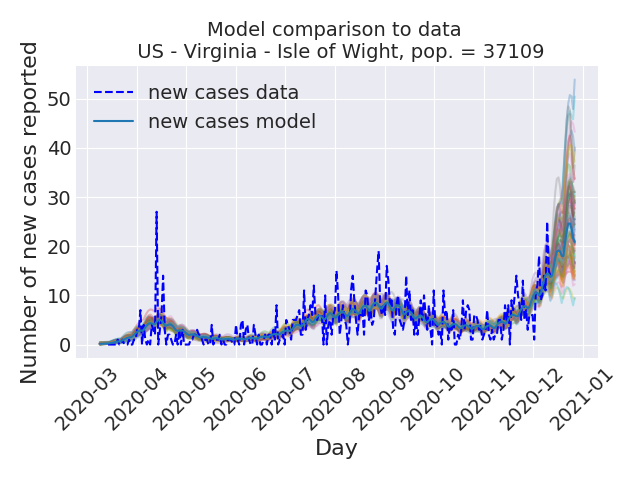 Model comparison to data
US - Virginia - Isle of Wight, pop. = 37109
Number of new cases reported
50
40
30
20
10
0
new cases data
new cases model
2020-03
2020-04
2020-05
2020-06
2020-07
2020-08
2020-09
2020-10
2020-11
2020-12
2021-01
Day